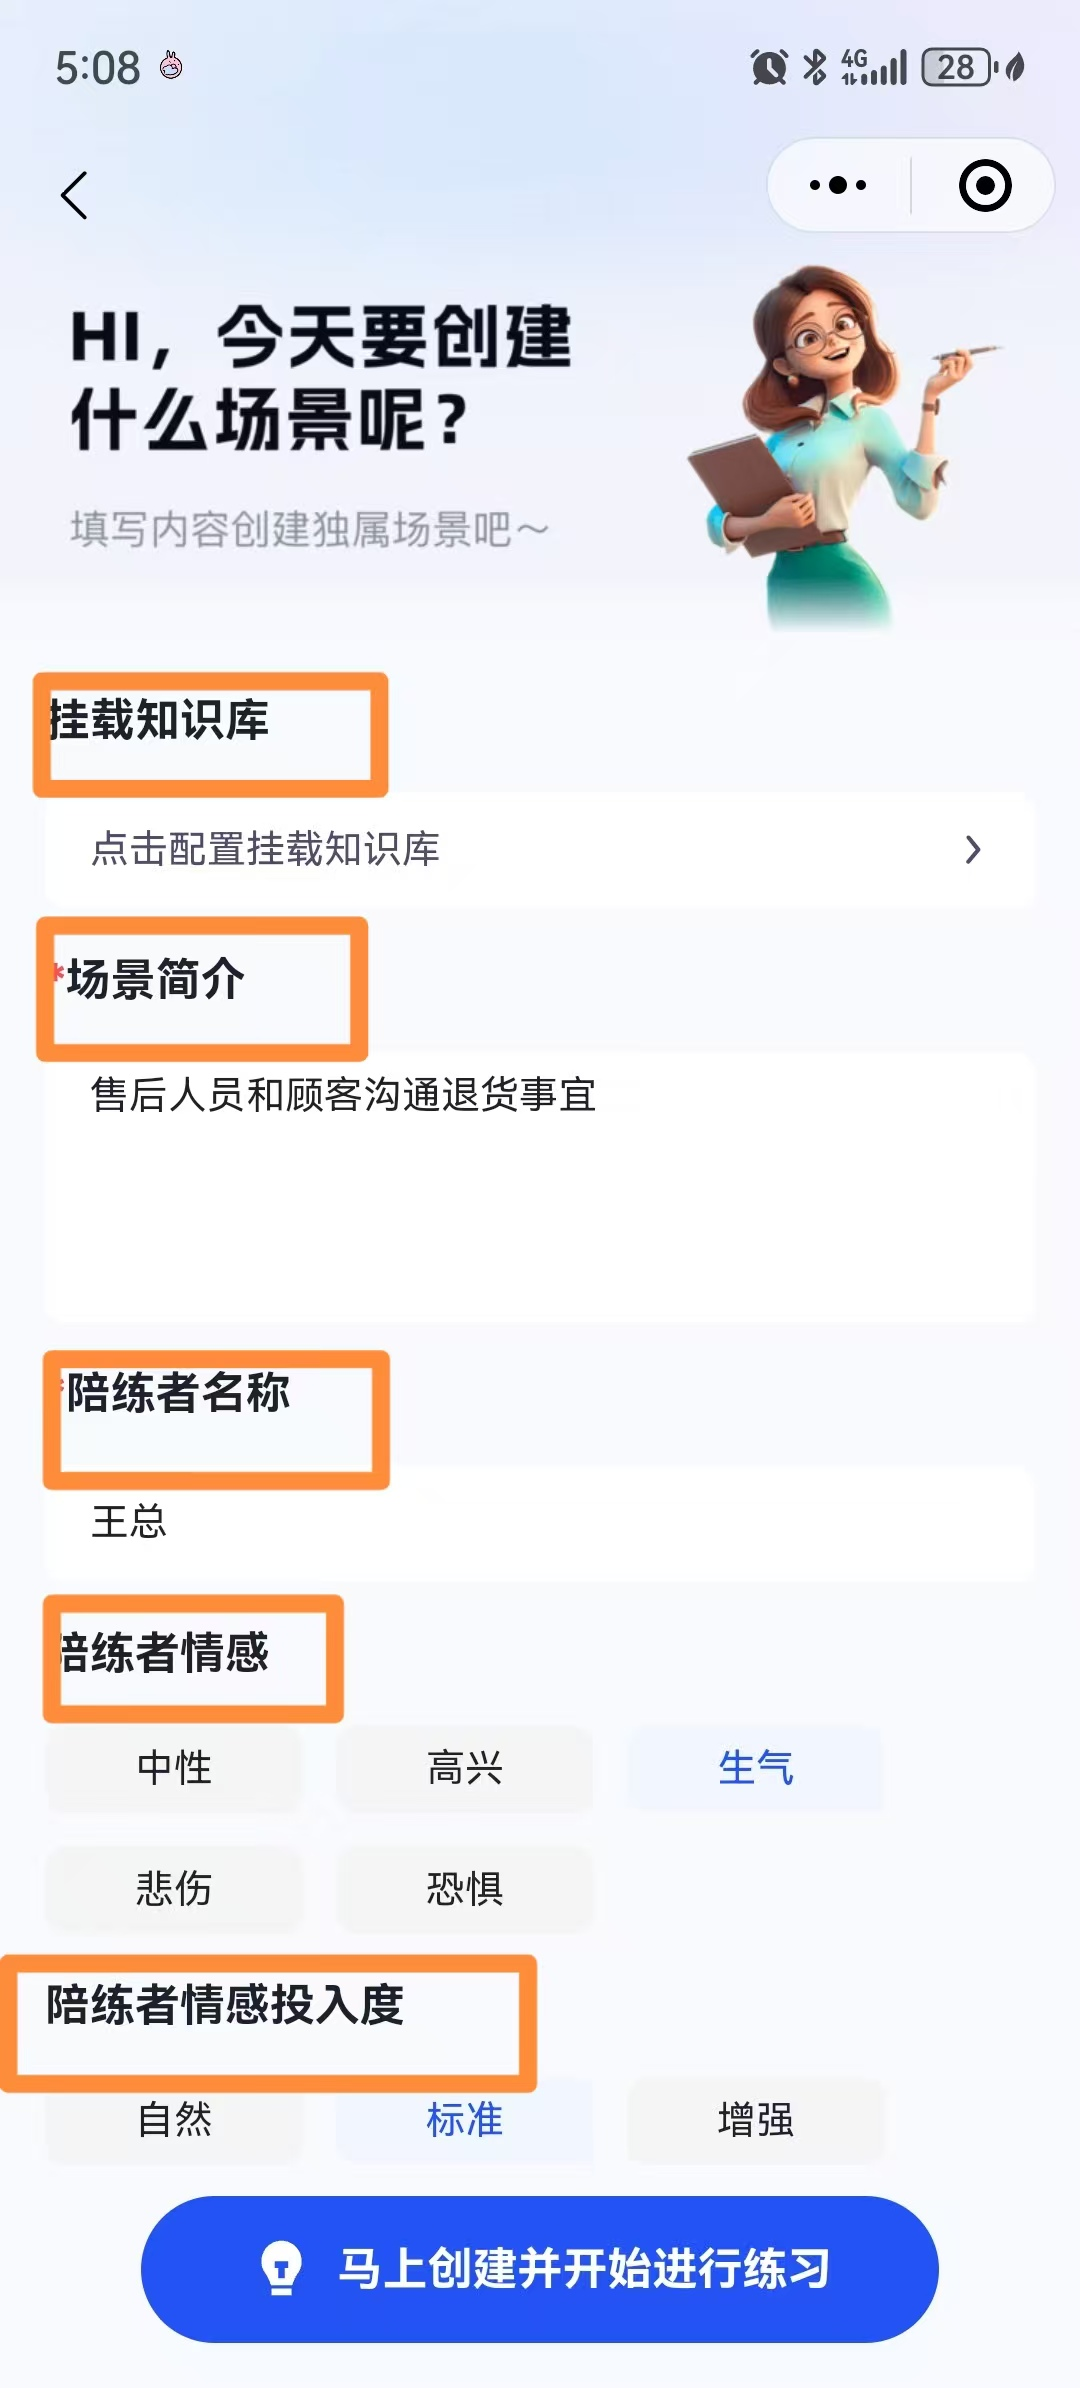 5:08
4G
28
HI，今天要创建
什么场景呢？
填写内容创建独属场景吧～
挂载知识库
点击配置挂载知识库
*场景简介
售后人员和顾客沟通退货事宜
*陪练者名称
王总
陪练者情感
中性 高兴 生气
悲伤 恐惧
陪练者情感投入度
自然 标准 增强
马上创建并开始进行练习